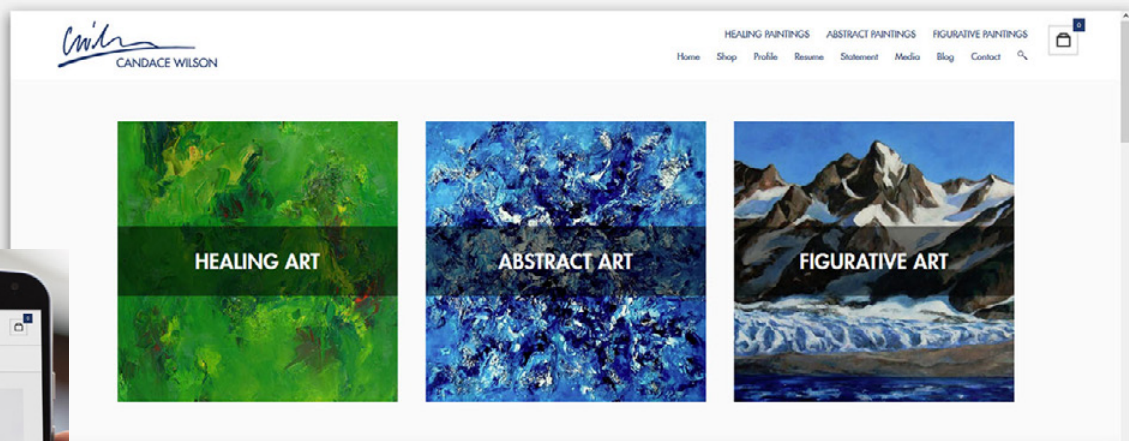 CANDACE WILSON
HEALING PAINTINGS ABSTRACT PAINTINGS FIGURATIVE PAINTINGS
0
Home Shop Profile Resume Statement Media Blog Contact
HEALING ART
ABSTRACT ART
FIGURATIVE ART
0